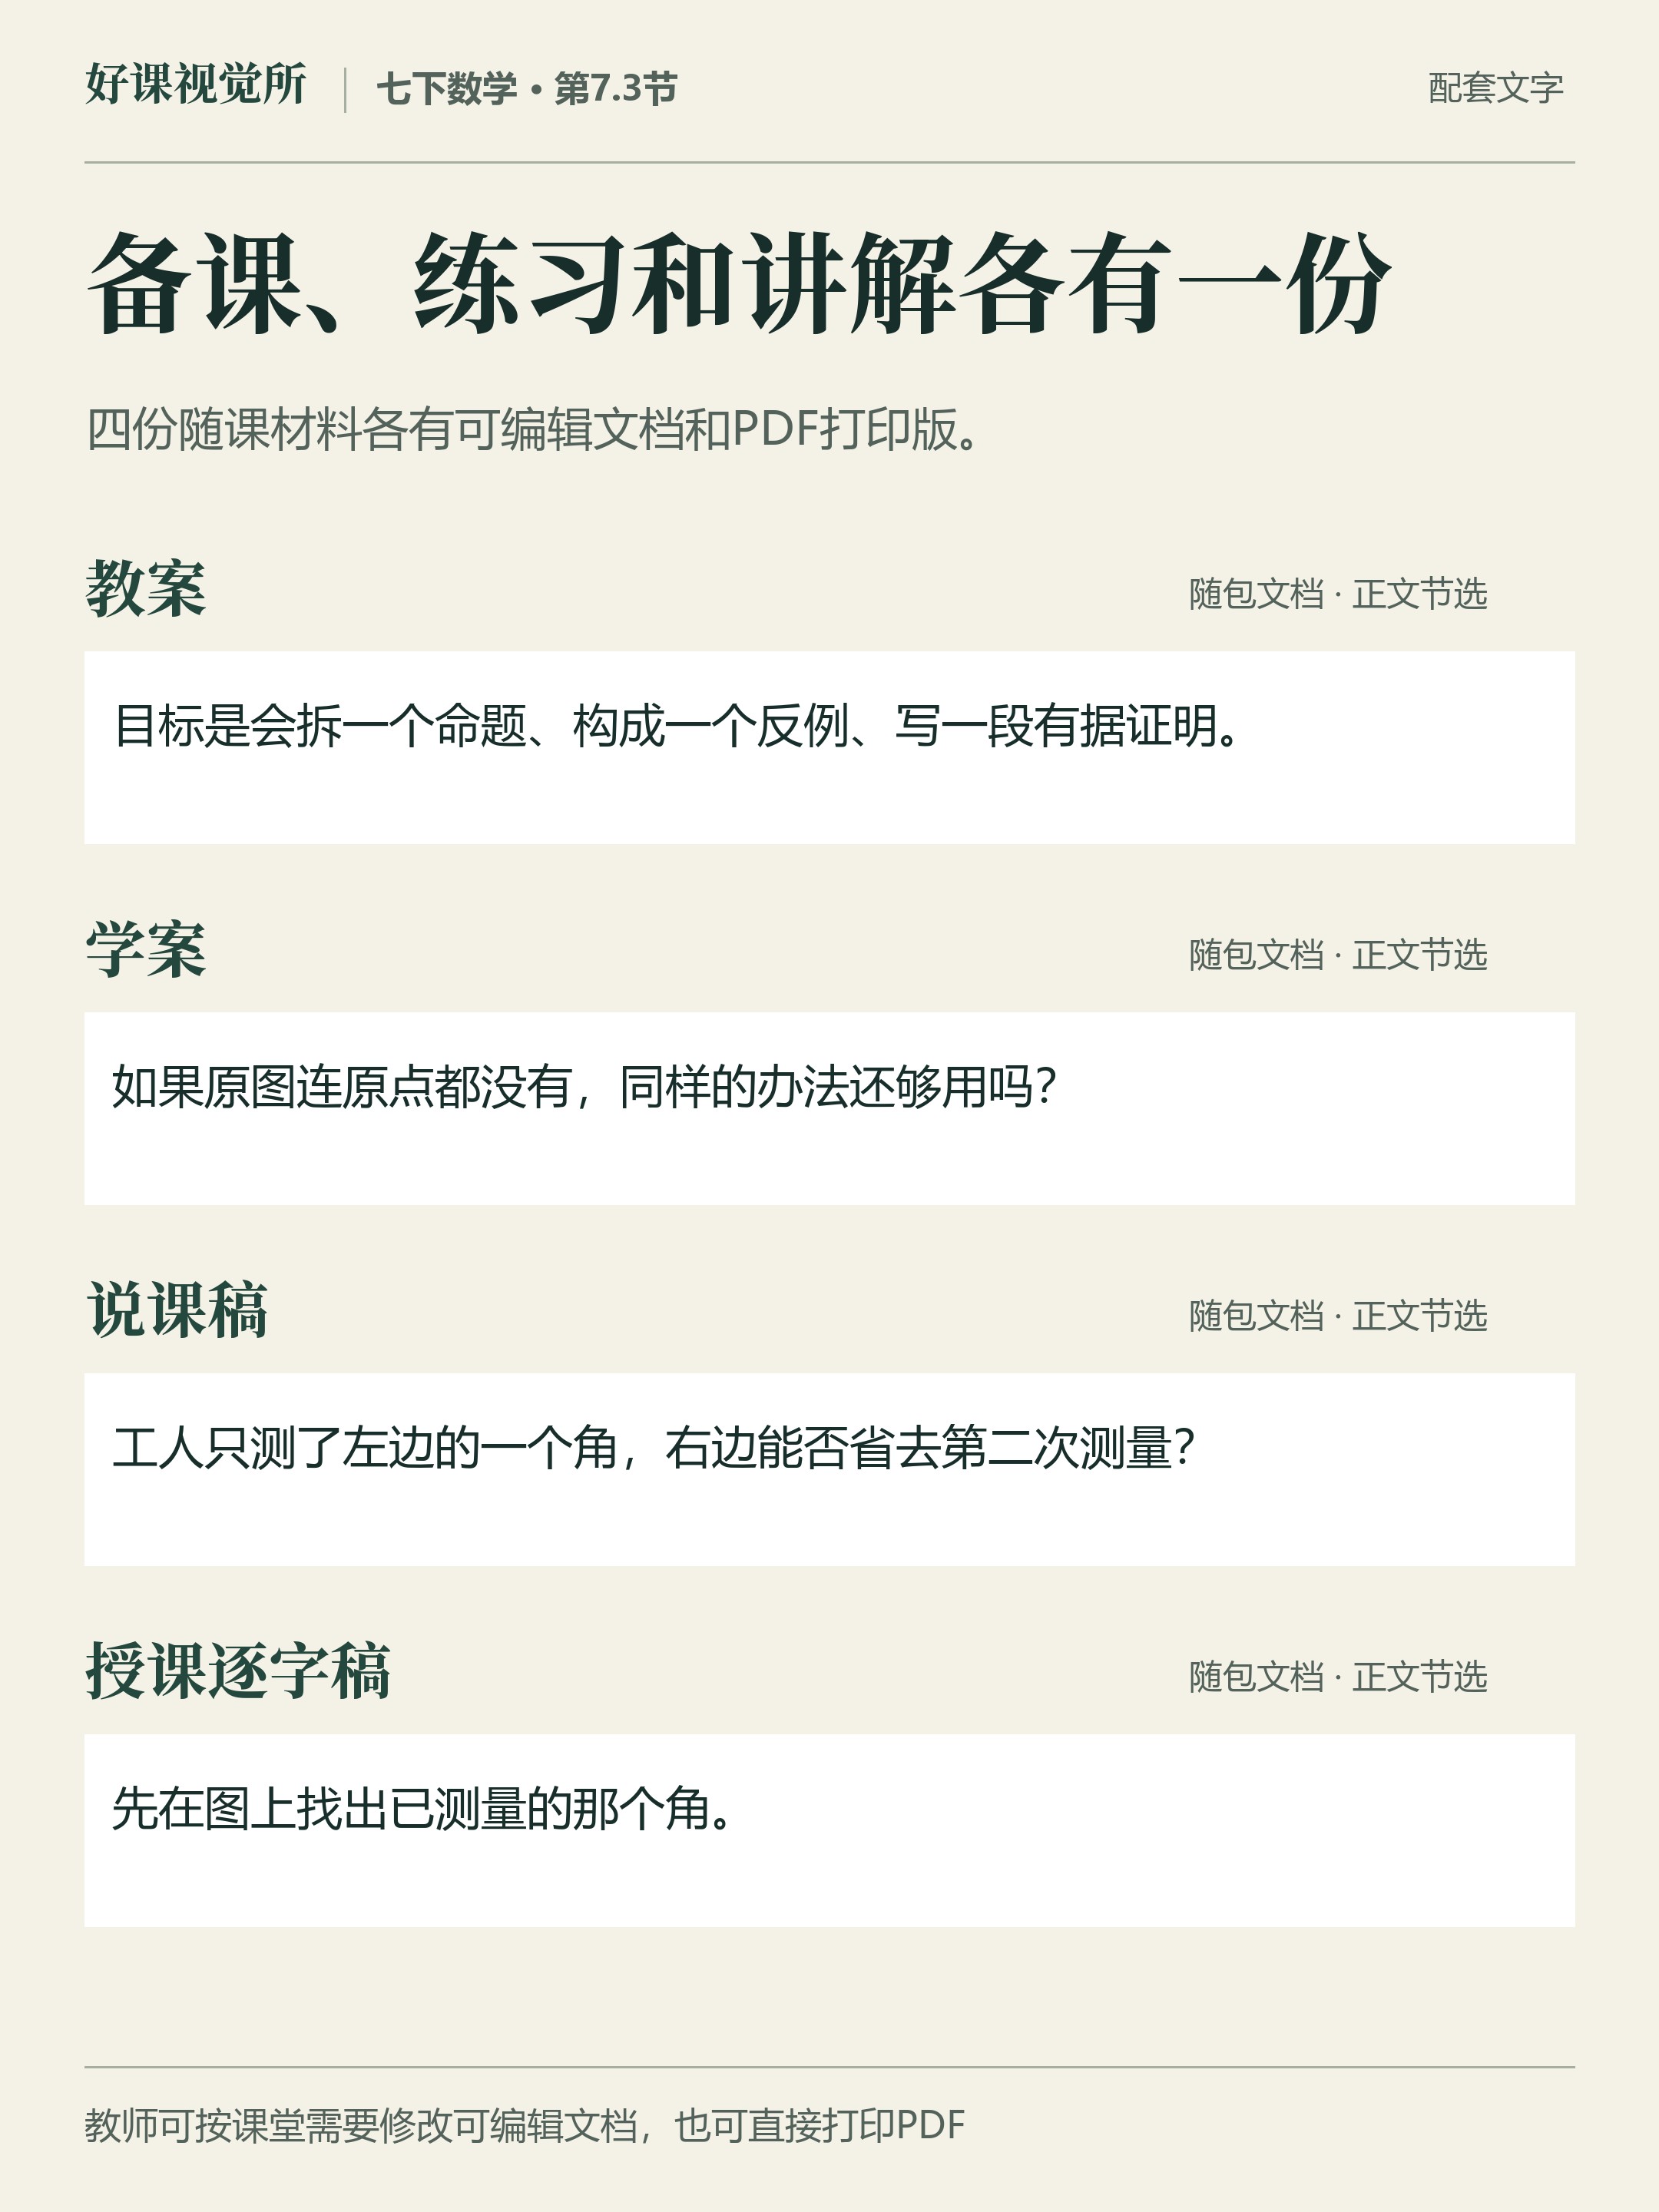 好课视觉所
七下数学・第7.3节
配套文字
备课、练习和讲解各有一份
四份随课材料各有可编辑文档和PDF打印版。
教案
随包文档 · 正文节选
目标是会拆一个命题、构成一个反例、写一段有据证明。
学案
随包文档 · 正文节选
如果原图连原点都没有，同样的办法还够用吗？
说课稿
随包文档 · 正文节选
工人只测了左边的一个角，右边能否省去第二次测量？
授课逐字稿
随包文档 · 正文节选
先在图上找出已测量的那个角。
教师可按课堂需要修改可编辑文档，也可直接打印PDF